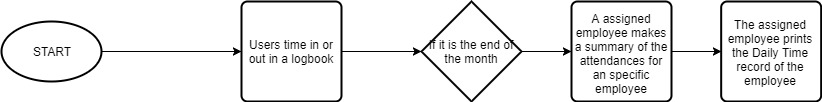 START
Users time in or
out in a logbook
If it is the end of
the month
A assigned
employee makes
a summary of the
attendances for
an specific
employee
The assigned
employee prints
the Daily Time
record of the
employee